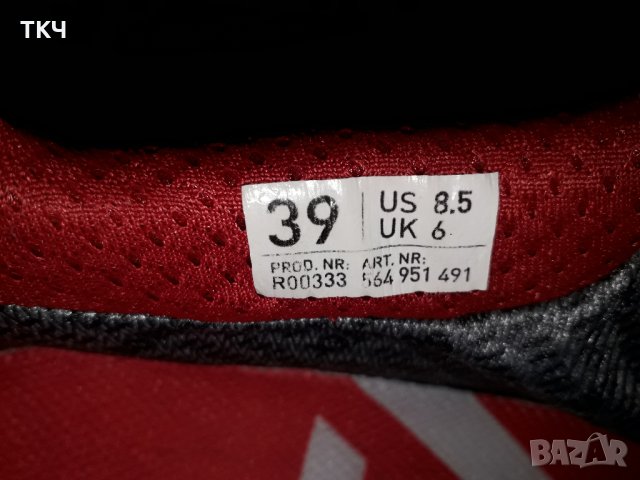 ТКЧ
39
US 8.5
UK 6
PROD. NR: ART. NR:
R00333 564 951 491
BAZAR